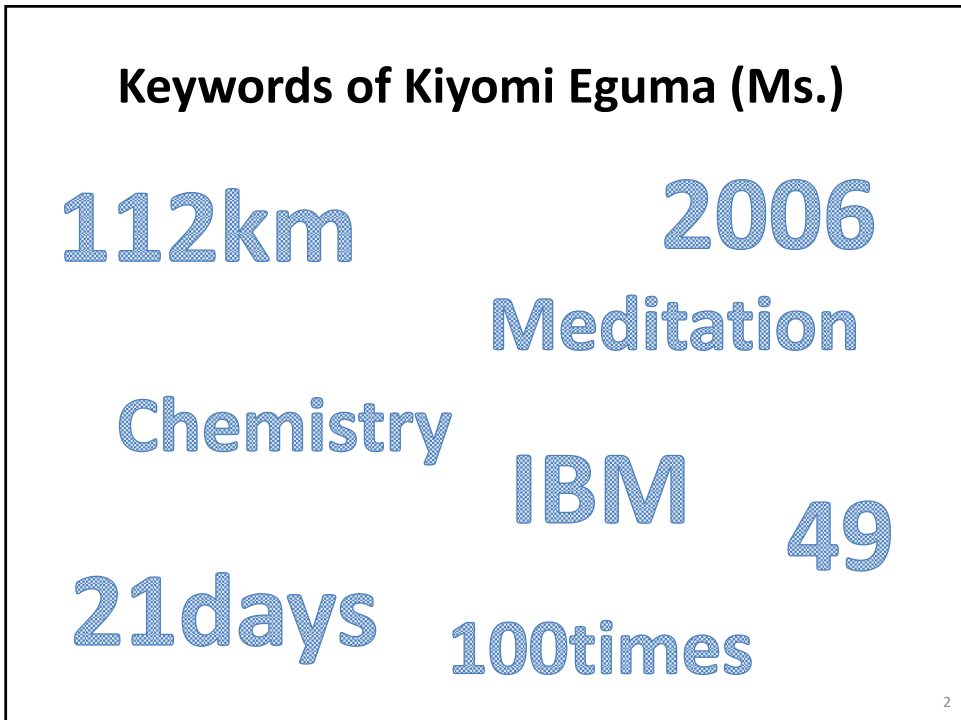 Keywords of Kiyomi Eguma (Ms.)
112km
2006
Meditation
Chemistry
IBM
49
21days
100times
2